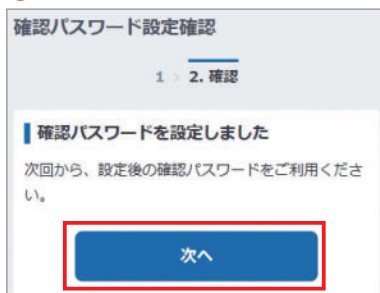 確認パスワード設定確認
1 > 2. 確認
確認パスワードを設定しました
次回から、設定後の確認パスワードをご利用くださ
い。
次へ